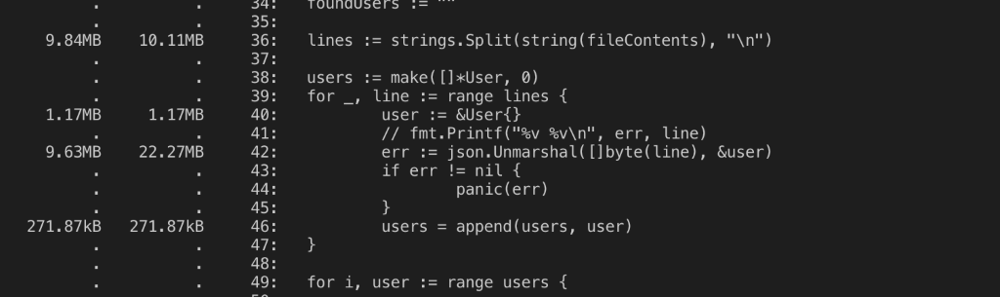 . . 34: foundUsers := ""
. . 35:
9.84MB 10.11MB 36: lines := strings.Split(string(fileContents), "\n")
. . 37:
. . 38: users := make([]*User, 0)
. . 39: for _, line := range lines {
1.17MB 1.17MB 40: user := &User{}
. . 41: // fmt.Printf("%v %v\n", err, line)
9.63MB 22.27MB 42: err := json.Unmarshal([]byte(line), &user)
. . 43: if err != nil {
. . 44: panic(err)
. . 45: }
271.87kB 271.87kB 46: users = append(users, user)
. . 47: }
. . 48:
. . 49: for i, user := range users {